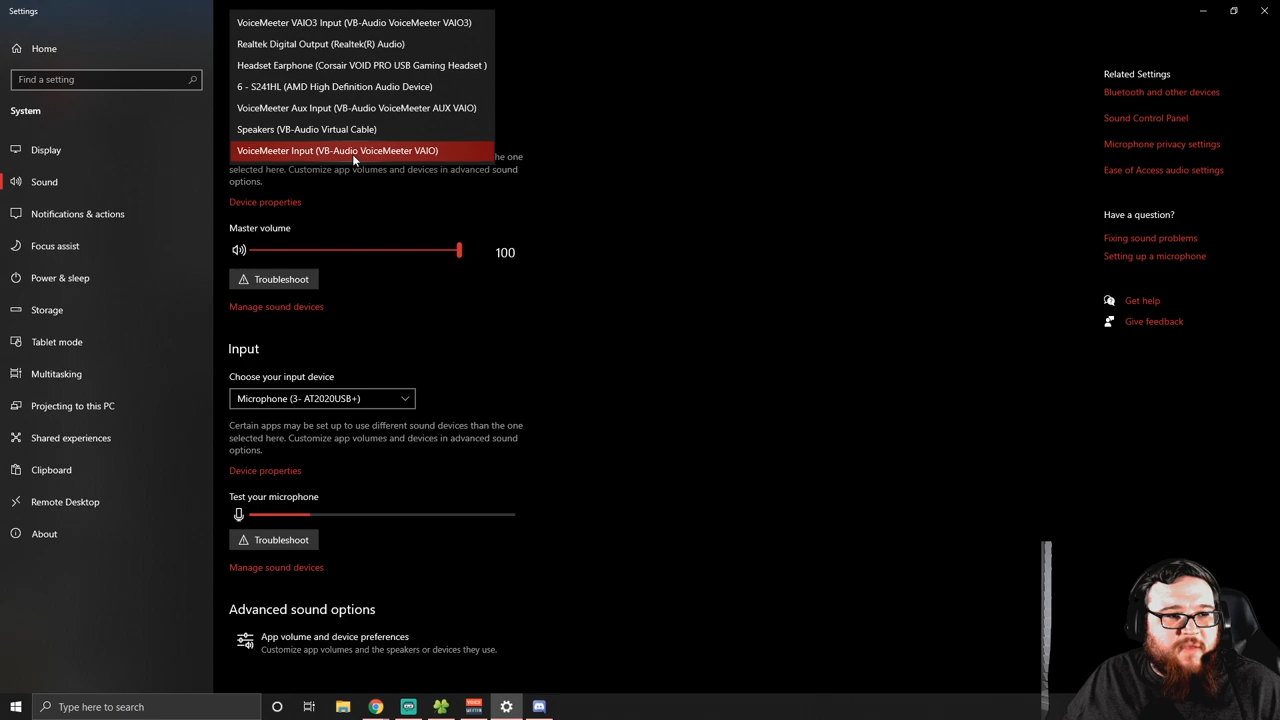 Settings
Home
Find a setting
System
Display
Sound
Notifications & actions
Focus assist
Power & sleep
Storage
Tablet mode
Multitasking
Projecting to this PC
Shared experiences
Clipboard
Remote Desktop
About
VoiceMeeter VAIO3 Input (VB-Audio VoiceMeeter VAIO3)
Realtek Digital Output (Realtek(R) Audio)
Headset Earphone (Corsair VOID PRO USB Gaming Headset )
6 - S241HL (AMD High Definition Audio Device)
VoiceMeeter Aux Input (VB-Audio VoiceMeeter AUX VAIO)
Speakers (VB-Audio Virtual Cable)
VoiceMeeter Input (VB-Audio VoiceMeeter VAIO)
he one
selected here. Customize app volumes and devices in advanced sound
options.
Device properties
Master volume
100
Troubleshoot
Manage sound devices
Input
Choose your input device
Microphone (3- AT2020USB+)
Certain apps may be set up to use different sound devices than the one
selected here. Customize app volumes and devices in advanced sound
options.
Device properties
Test your microphone
Troubleshoot
Manage sound devices
Advanced sound options
App volume and device preferences
Customize app volumes and the speakers or devices they use.
Related Settings
Bluetooth and other devices
Sound Control Panel
Microphone privacy settings
Ease of Access audio settings
Have a question?
Fixing sound problems
Setting up a microphone
Get help
Give feedback
Type here to search